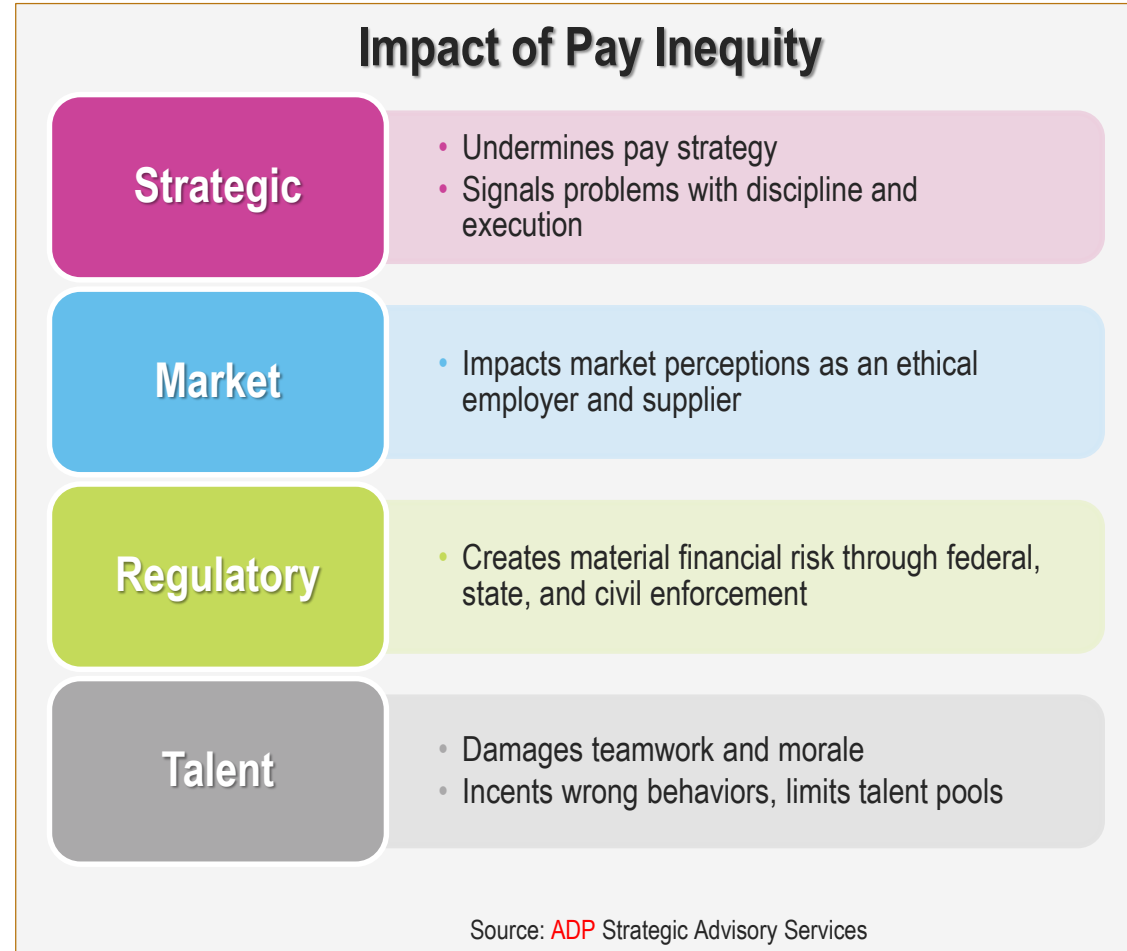 Impact of Pay Inequity
Strategic
• Undermines pay strategy
• Signals problems with discipline and
execution
Market
• Impacts market perceptions as an ethical
employer and supplier
Regulatory
• Creates material financial risk through federal,
state, and civil enforcement
Talent
• Damages teamwork and morale
• Incents wrong behaviors, limits talent pools
Source: ADP Strategic Advisory Services